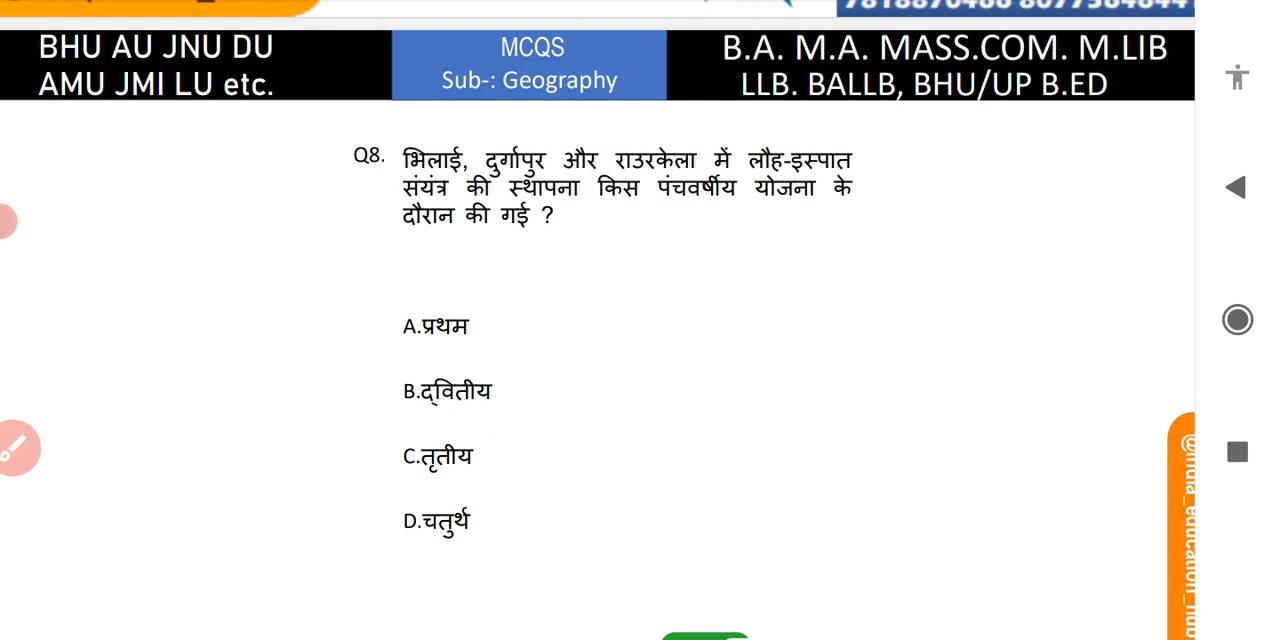 BHU AU JNU DU
AMU JMI LU etc.
MCQS
Sub-: Geography
B.A. M.A. MASS.COM. M.LIB
LLB. BALLB, BHU/UP B.ED
Q8. भिलाई, दुर्गापुर और राउरकेला में लौह-इस्पात
संयंत्र की स्थापना किस पंचवर्षीय योजना के
दौरान की गई ?
A.प्रथम
B.द्वितीय
C.तृतीय
D.चतुर्थ